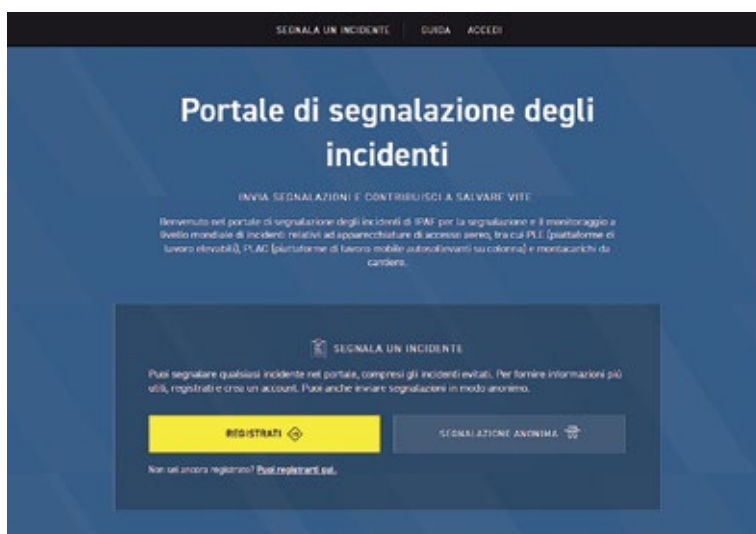 SEGNALA UN INCIDENTE GUIDA ACCEDI
Portale di segnalazione degli
incidenti
INVIA SEGNALAZIONI E CONTRIBUISCI A SALVARE VITE
Benvenuto nel portale di segnalazione degli incidenti di IPAF per la segnalazione e il monitoraggio a
livello mondiale di incidenti relativi ad apparecchiature di accesso aereo, tra cui PLE (piattaforme di
lavoro elevabili), PLAC (piattaforme di lavoro mobile autosollevanti su colonna) e montacarichi da
cantiere.
SEGNALA UN INCIDENTE
Puoi segnalare qualsiasi incidente nel portale, compresi gli incidenti evitati. Per fornire informazioni più
utili, registrati e crea un account. Puoi anche inviare segnalazioni in modo anonimo.
REGISTRATI
SEGNALAZIONE ANONIMA
Non sei ancora registrato? Puoi registrarti qui.